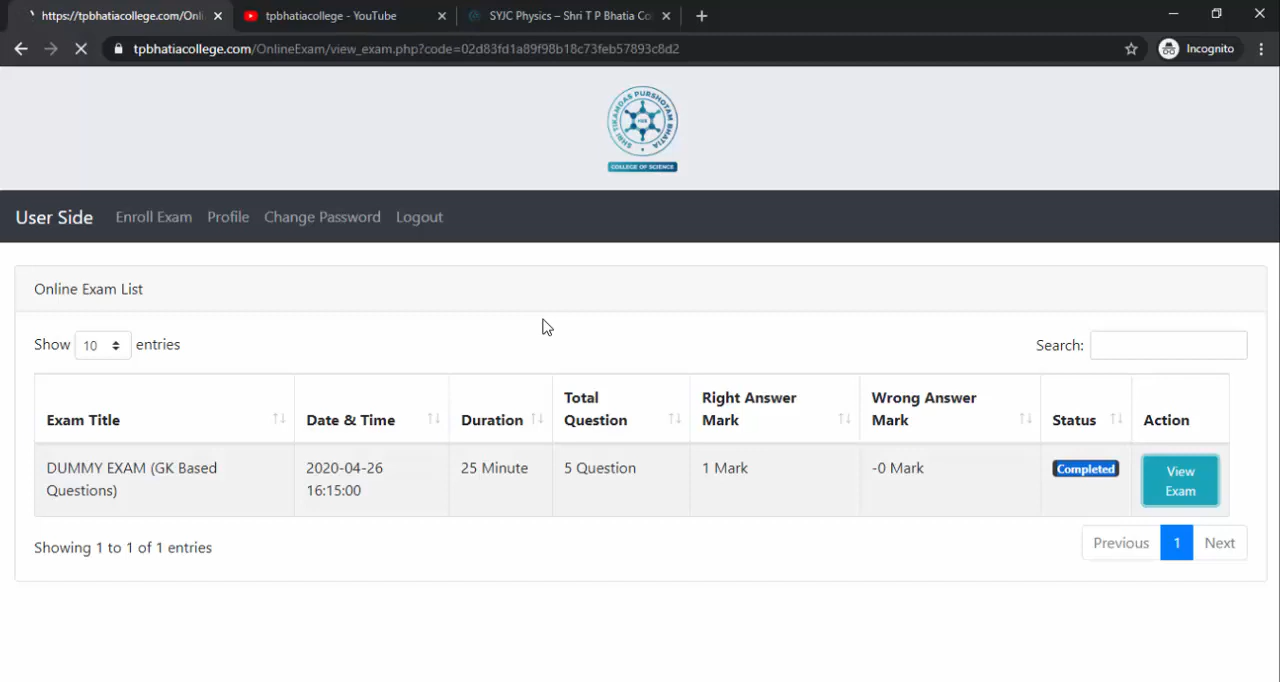 https://tpbhatiacollege.com/Onli
tpbhatiacollege - YouTube
SYJC Physics – Shri T P Bhatia Co
tpbhatiacollege.com/OnlineExam/view_exam.php?code=02d83fd1a89f98b18c73feb57893c8d2
Incognito
SHRI TIKAMDAS PURSHOTAM BHATIA
COLLEGE OF SCIENCE
User Side Enroll Exam Profile Change Password Logout
Online Exam List
Show 10 entries
Search:
Exam Title
Date & Time
Duration
Total
Question
Right Answer
Mark
Wrong Answer
Mark
Status
Action
DUMMY EXAM (GK Based
Questions)
2020-04-26
16:15:00
25 Minute
5 Question
1 Mark
-0 Mark
Completed
View
Exam
Showing 1 to 1 of 1 entries
Previous 1 Next